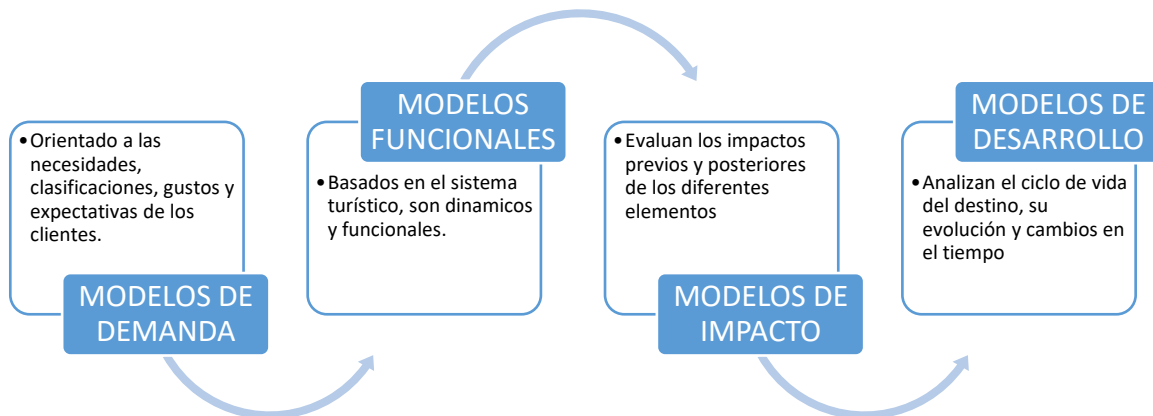 •Orientado a las
necesidades,
clasificaciones, gustos y
expectativas de los
clientes.
MODELOS DE
DEMANDA
MODELOS
FUNCIONALES
•Basados en el sistema
turístico, son dinamicos
y funcionales.
•Evaluan los impactos
previos y posteriores
de los diferentes
elementos
MODELOS DE
IMPACTO
MODELOS DE
DESARROLLO
•Analizan el ciclo de vida
del destino, su
evolución y cambios en
el tiempo